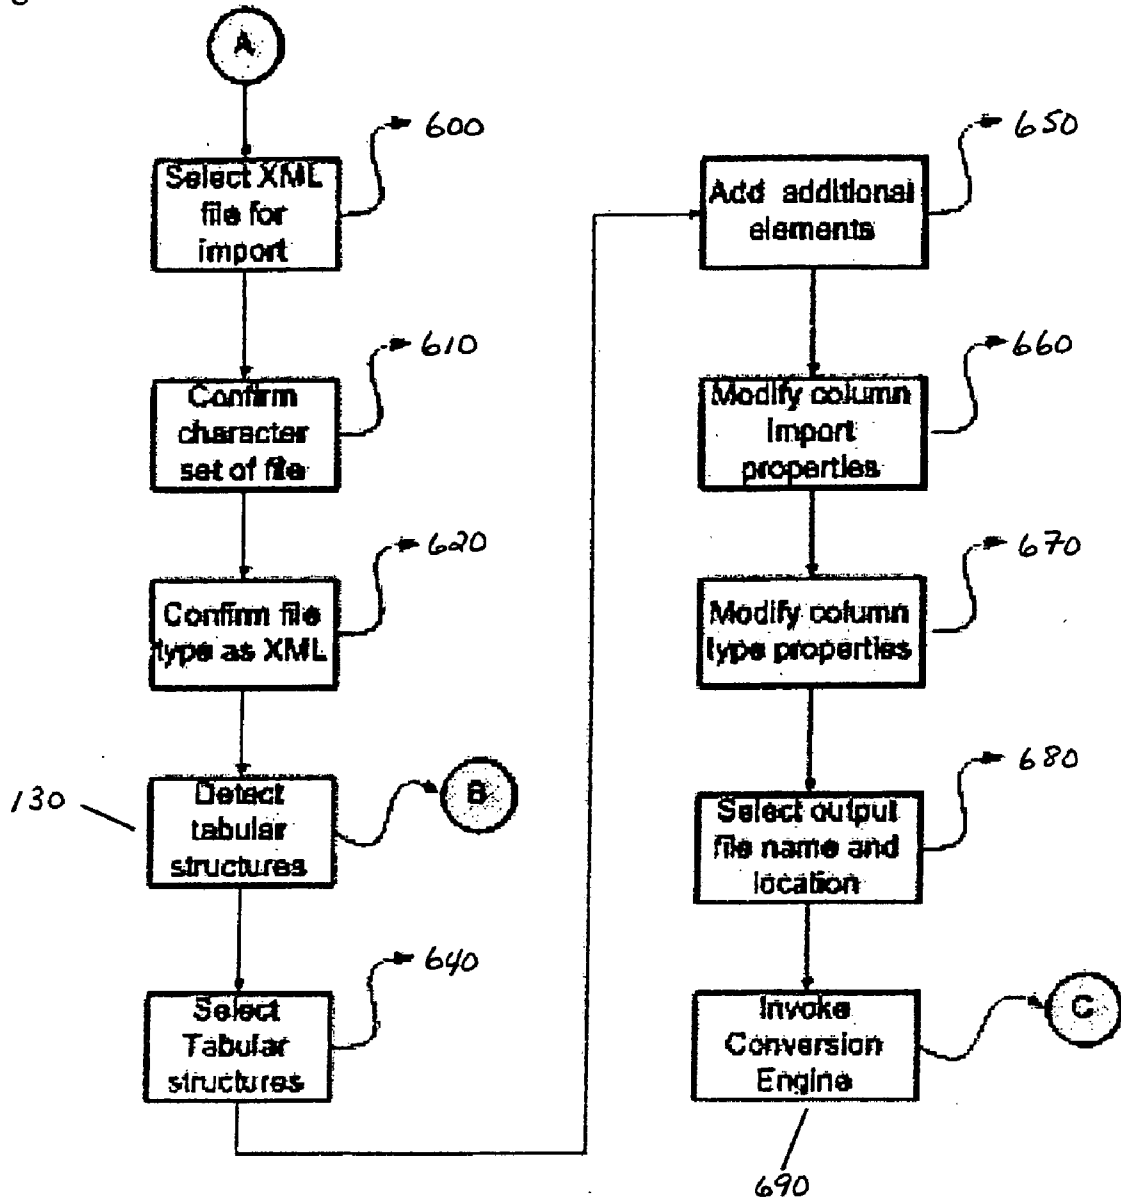 A
600
Select XML
file for
import
610
Confirm
character
set of file
620
Confirm file
type as XML
130
Detect
tabular
structures
B
640
Select
Tabular
structures
650
Add additional
elements
660
Modify column
Import
properties
670
Modify column
type properties
680
Select output
file name and
location
Invoke
Conversion
Engine
C
690